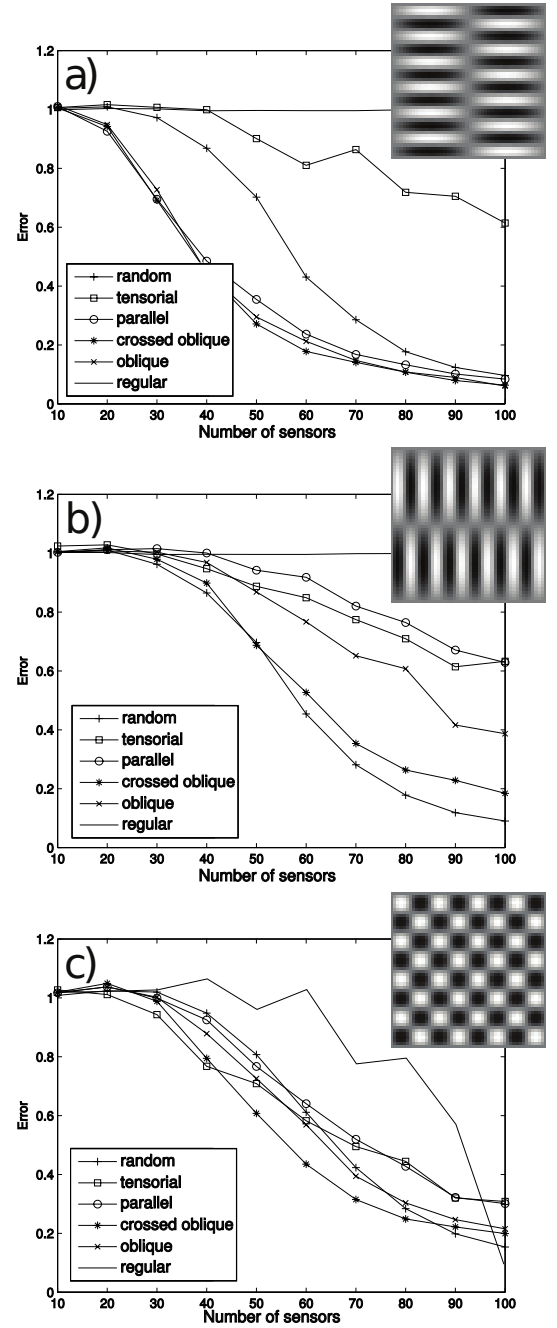 a)
1.2
1
0.8
0.6
0.4
0.2
0
Error
random
tensorial
parallel
crossed oblique
oblique
regular
10 20 30 40 50 60 70 80 90 100
Number of sensors
b)
1.2
1
0.8
0.6
0.4
0.2
0
Error
random
tensorial
parallel
crossed oblique
oblique
regular
10 20 30 40 50 60 70 80 90 100
Number of sensors
c)
1.2
1
0.8
0.6
0.4
0.2
0
Error
random
tensorial
parallel
crossed oblique
oblique
regular
10 20 30 40 50 60 70 80 90 100
Number of sensors